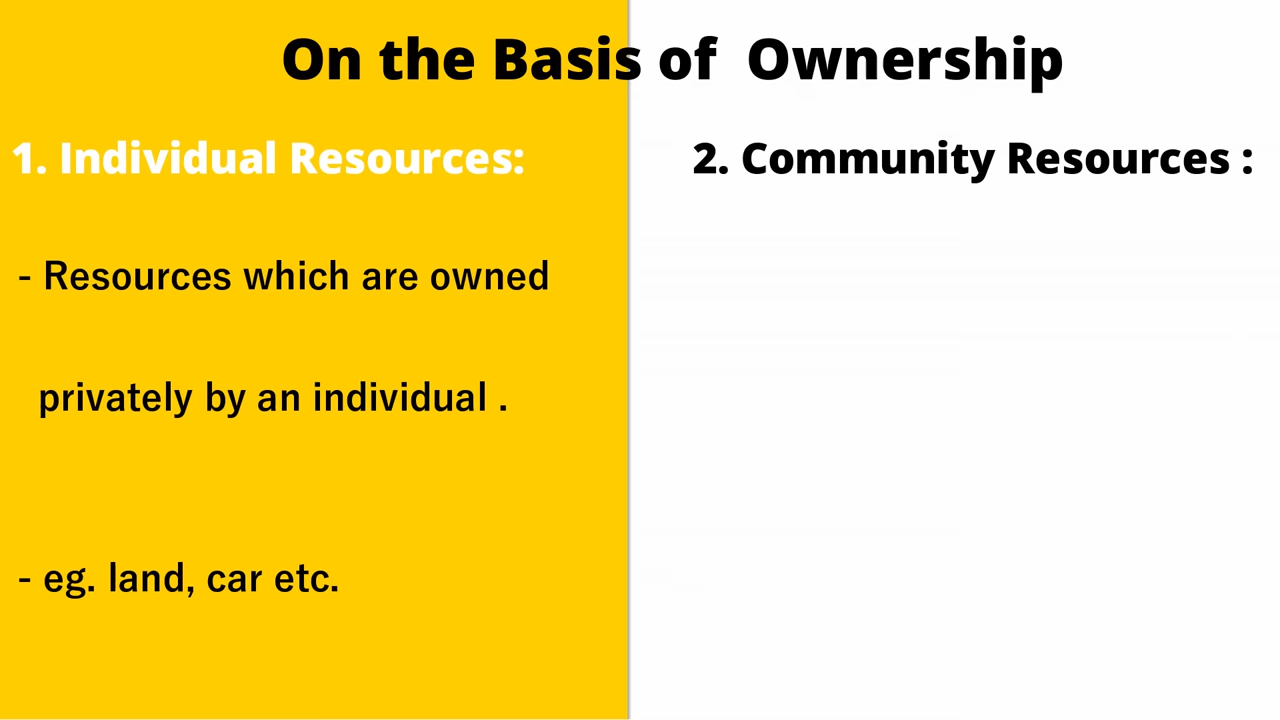 On the Basis of Ownership
1. Individual Resources:
- Resources which are owned
privately by an individual .
- eg. land, car etc.
2. Community Resources :